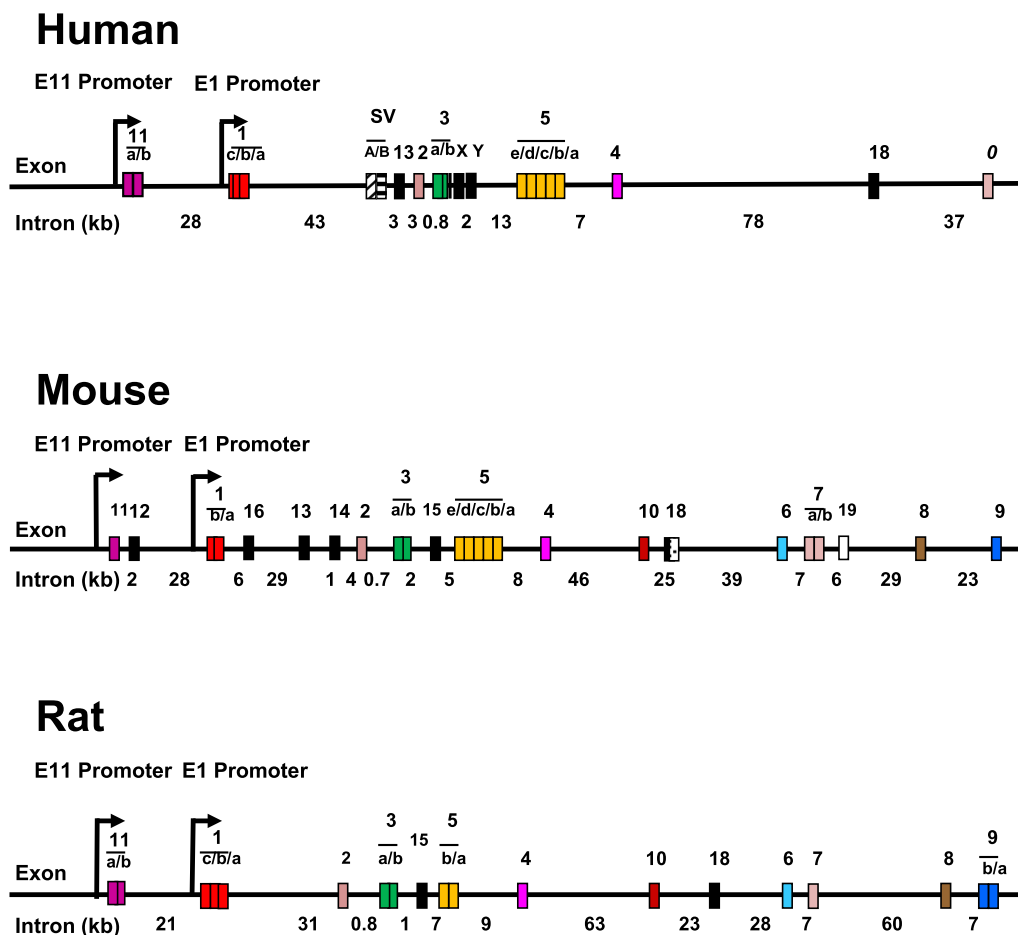 Human
E11 Promoter E1 Promoter
SV 3 5
11 1
a/b c/b/a A/B 13 2 a/b X Y e/d/c/b/a 4 18 0
Exon
Intron (kb) 28 43 3 3 0.8 2 13 7 78 37
Mouse
E11 Promoter E1 Promoter
3 5
1 7
11 12 b/a 16 13 14 2 a/b 15 e/d/c/b/a 4 10 18 6 a/b 19 8 9
Exon
Intron (kb) 2 28 6 29 1 4 0.7 2 5 8 46 25 39 7 6 29 23
Rat
E11 Promoter E1 Promoter
3 5
11 1 15 9
a/b c/b/a 2 a/b b/a 4 10 18 6 7 8 b/a
Exon
Intron (kb) 21 31 0.8 1 7 9 63 23 28 60 7